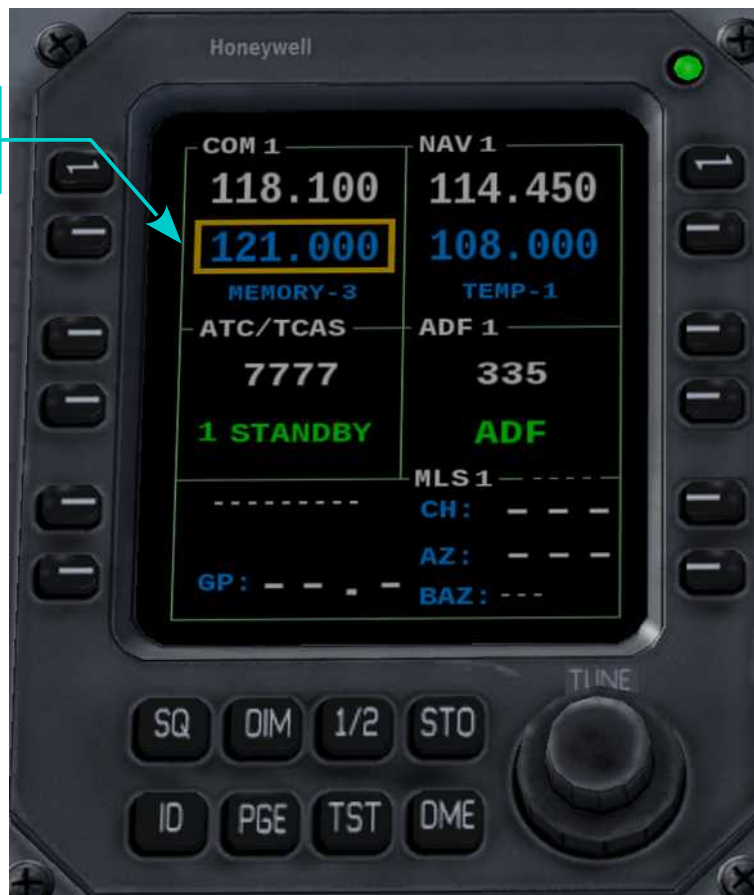 Honeywell
COM 1
NAV 1
118.100
114.450
121.000
108.000
MEMORY-3
TEMP-1
ATC/TCAS
ADF 1
7777
335
1 STANDBY
ADF
MLS 1 -----
---------
CH: – – –
AZ: – – –
GP: – – . –
BAZ: ---
TUNE
SQ
DIM
1/2
STO
ID
PGE
TST
DME